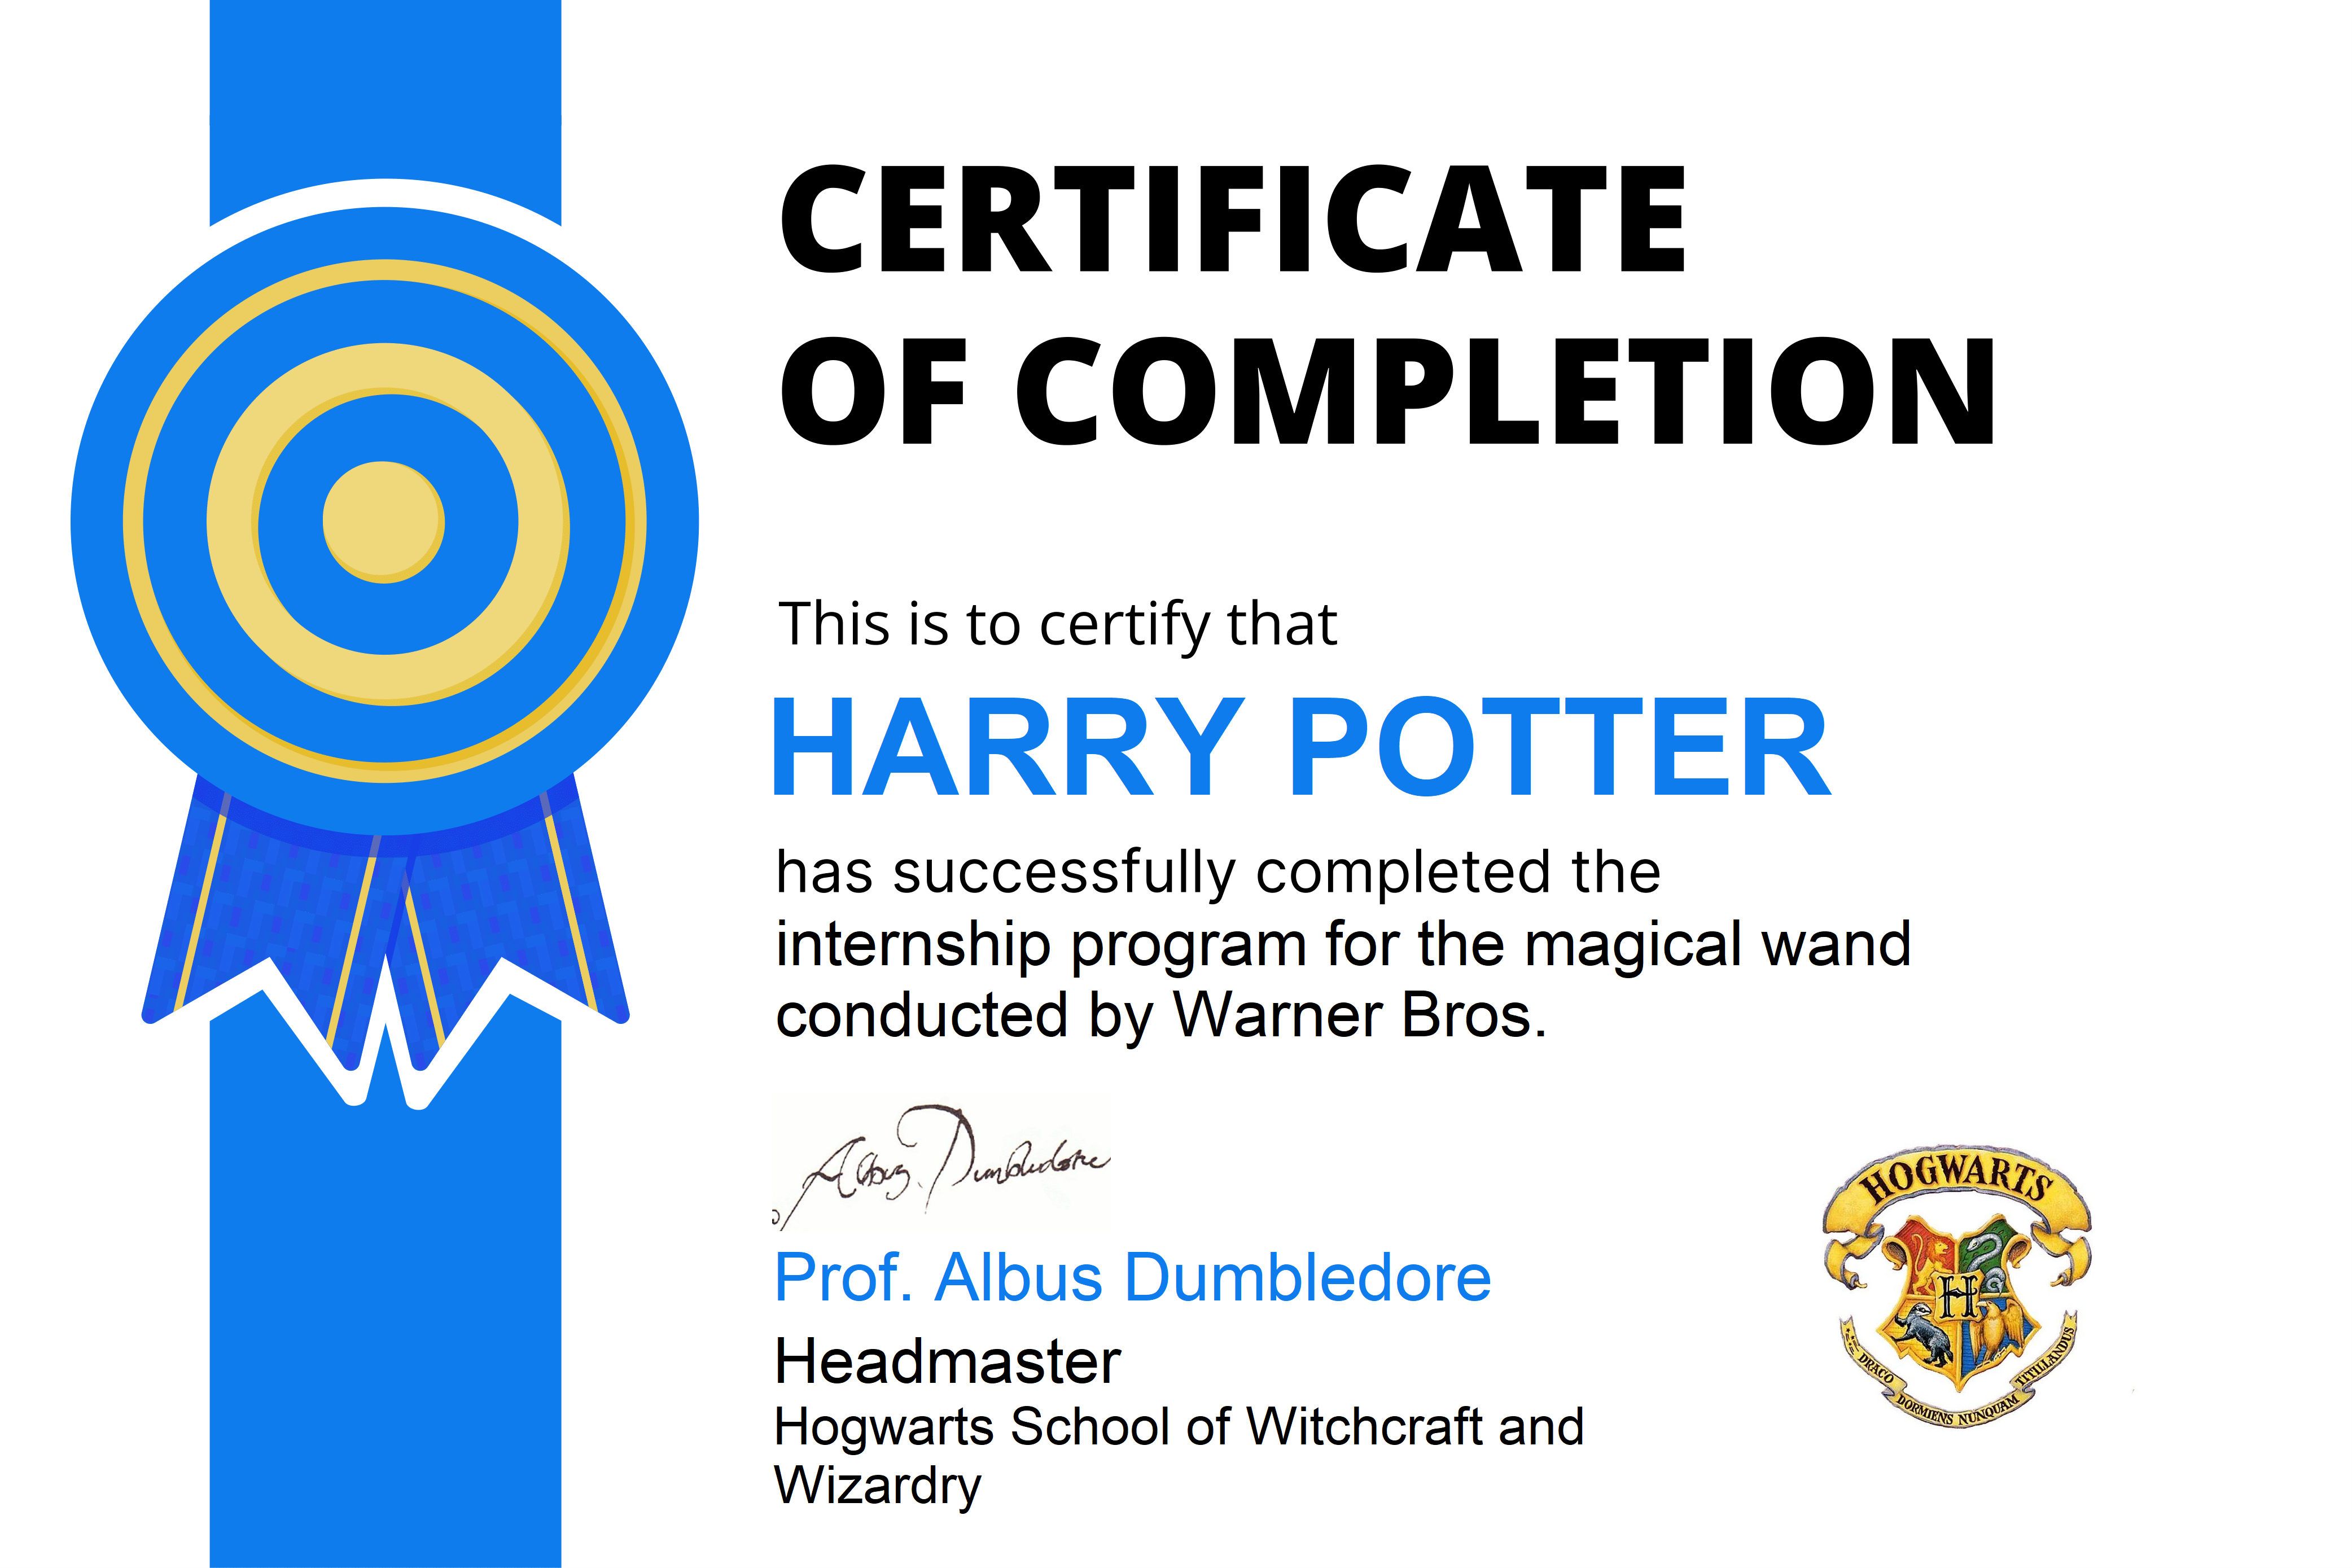 CERTIFICATE
OF COMPLETION
This is to certify that
HARRY POTTER
has successfully completed the
internship program for the magical wand
conducted by Warner Bros.
Albus Dumbledore
Prof. Albus Dumbledore
Headmaster
Hogwarts School of Witchcraft and
Wizardry
HOGWARTS
H
DRACO
DORMIENS NUNQUAM
TITILLANDUS